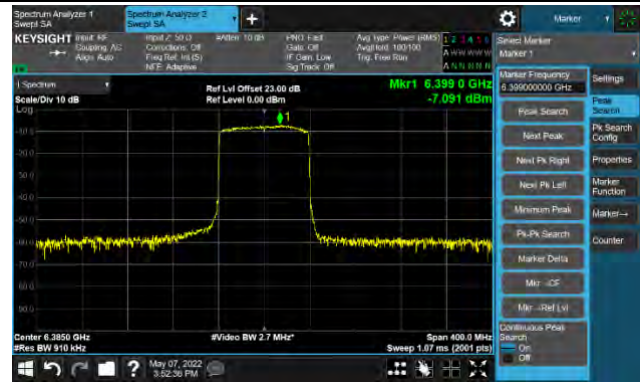 Spectrum Analyzer 1
Swept SA
Spectrum Analyzer 2
Swept SA
+
Marker
KEYSIGHT
Input: RF
Coupling: AC
Align: Auto
Input Z: 50 Ω
Corrections: Off
Freq Ref: Int (S)
NFE: Adaptive
#Atten: 10 dB
PNO: Fast
Gate: Off
IF Gain: Low
Sig Track: Off
Avg Type: Power (RMS)
Avg|Hold: 100/100
Trig: Free Run
1 2 3 4 5 6
A W W W W W
A N N N N N
Select Marker
Marker 1
1 Spectrum
Scale/Div 10 dB
Log
Ref Lvl Offset 23.00 dB
Ref Level 0.00 dBm
Mkr1 6.399 0 GHz
-7.091 dBm
1
-10.0
-20.0
-30.0
-40.0
-50.0
-60.0
-70.0
-80.0
-90.0
Center 6.3850 GHz
#Res BW 910 kHz
#Video BW 2.7 MHz*
Span 400.0 MHz
Sweep 1.07 ms (2001 pts)
Marker Frequency
6.399000000 GHz
Peak Search
Next Peak
Next Pk Right
Next Pk Left
Minimum Peak
Pk-Pk Search
Marker Delta
Mkr→CF
Mkr→Ref Lvl
Continuous Peak
Search
On
Off
Settings
Peak
Search
Pk Search
Config
Properties
Marker
Function
Marker→
Counter
?
May 07, 2022
3:52:36 PM